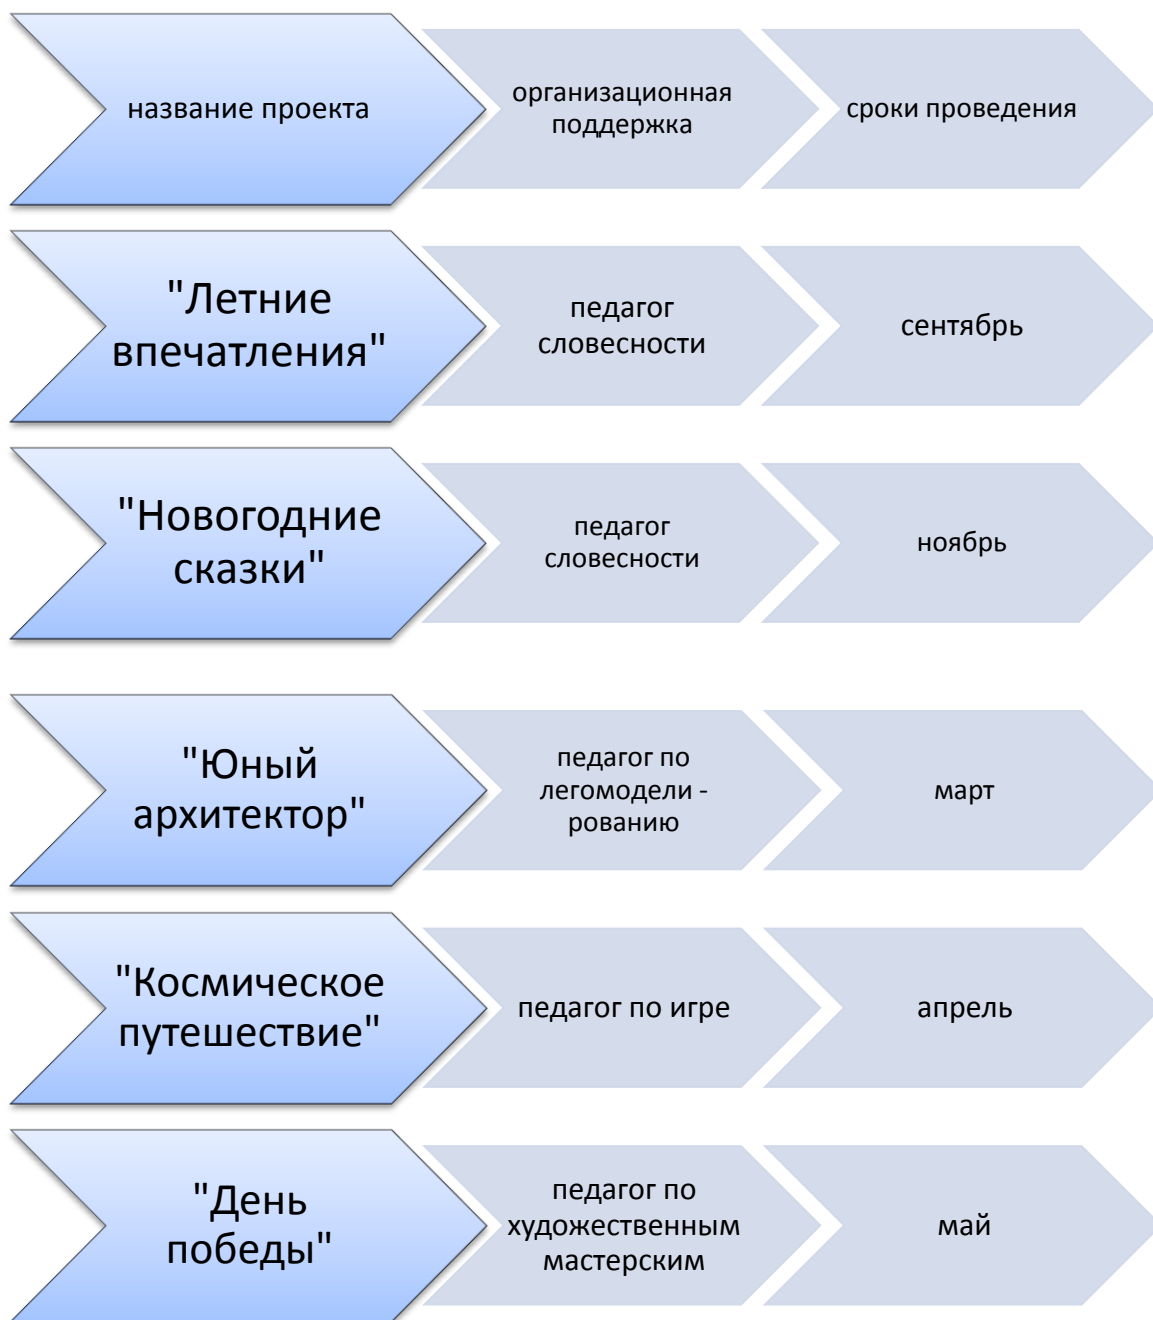 название проекта
организационная
поддержка
сроки проведения
"Летние
впечатления"
педагог
словесности
сентябрь
"Новогодние
сказки"
педагог
словесности
ноябрь
"Юный
архитектор"
педагог по
легомодели -
рованию
март
"Космическое
путешествие"
педагог по игре
апрель
"День
победы"
педагог по
художественным
мастерским
май